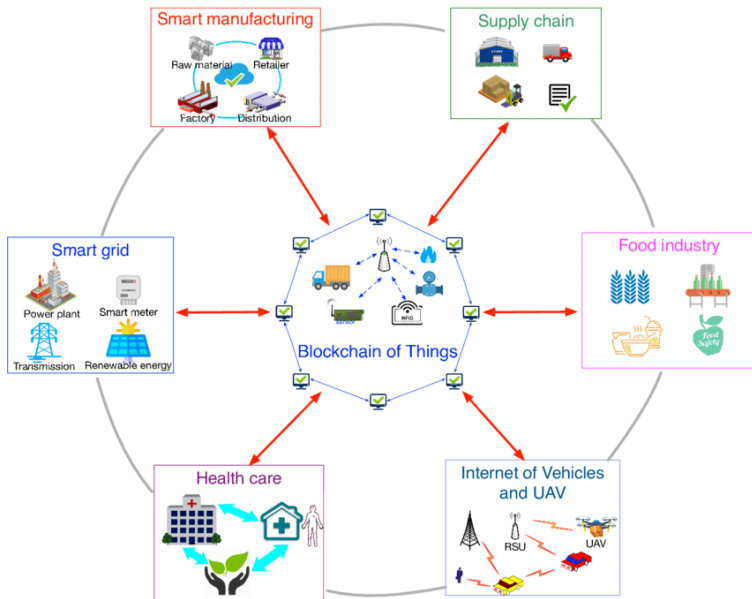 Smart manufacturing
Raw material
Retailer
Factory
Distribution
Supply chain
Smart grid
Power plant
Smart meter
Transmission
Renewable energy
Sensor
RFID
Blockchain of Things
Food industry
Food
Safety
Health care
Internet of Vehicles
and UAV
RSU
UAV